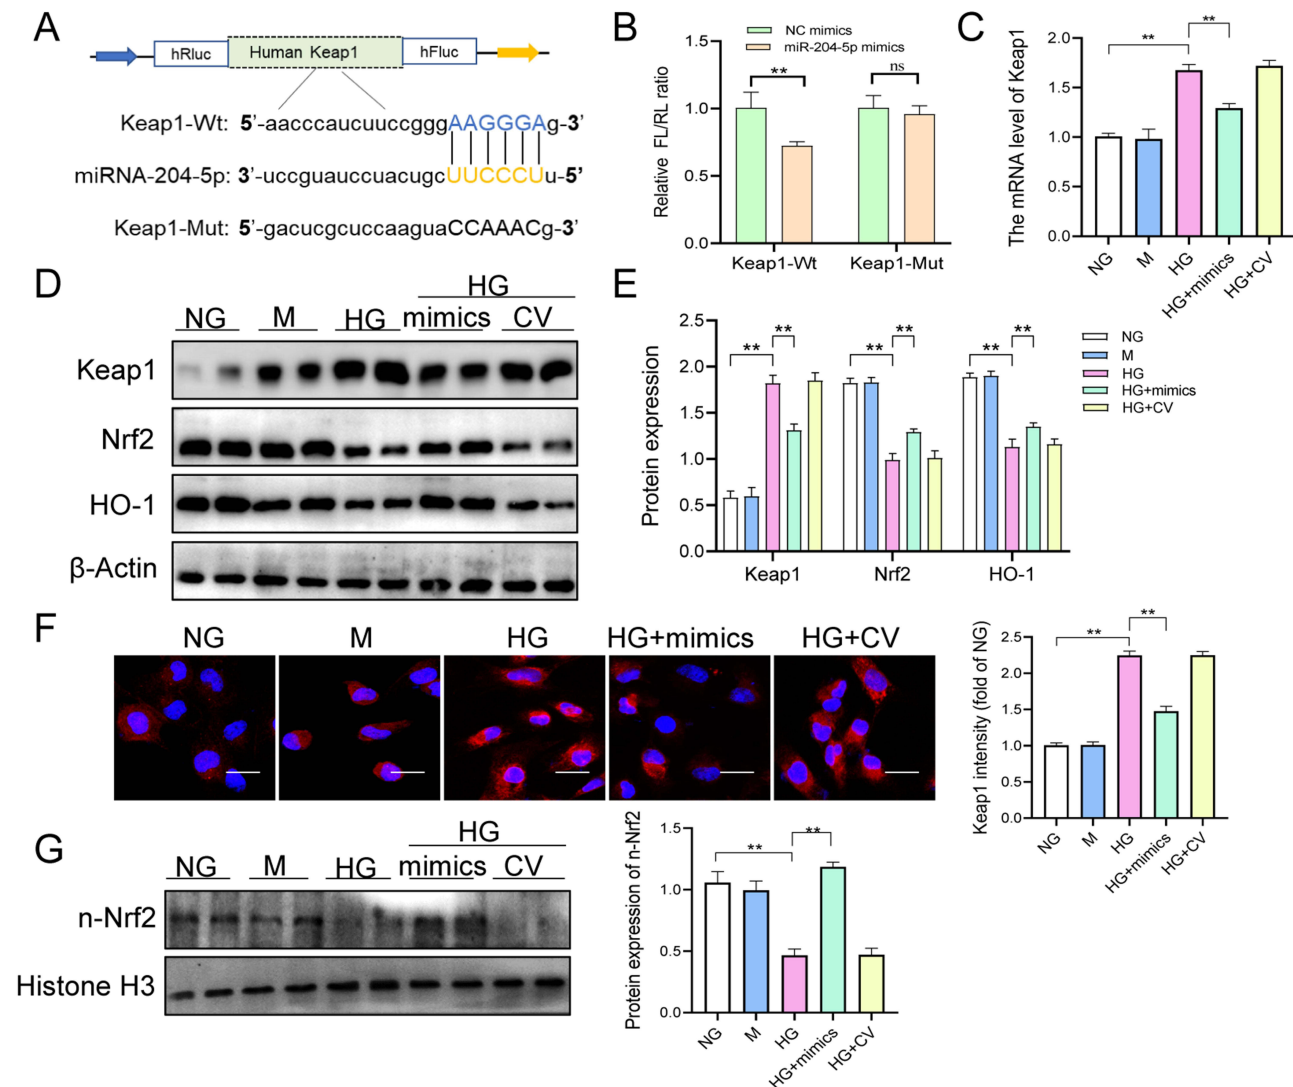 A
hRluc
Human Keap1
hFluc
Keap1-Wt: 5'-aacccaucuuccgggAAGGGAg-3'
miRNA-204-5p: 3'-uccguauccuacugcUUCCCUu-5'
Keap1-Mut: 5'-gacucgcuccaaguaCCAAACg-3'
B
NC mimics
miR-204-5p mimics
Relative FL/RL ratio
1.5
1.0
0.5
0.0
**
ns
Keap1-Wt
Keap1-Mut
C
The mRNA level of Keap1
2.0
1.5
1.0
0.5
0.0
**
**
NG
M
HG
HG+mimics
HG+CV
D
HG
NG M HG mimics CV
Keap1
Nrf2
HO-1
β-Actin
E
Protein expression
2.5
2.0
1.5
1.0
0.5
0.0
**
**
**
**
**
**
Keap1
Nrf2
HO-1
NG
M
HG
HG+mimics
HG+CV
F
NG M HG HG+mimics HG+CV
Keap1 intensity (fold of NG)
2.5
2.0
1.5
1.0
0.5
0.0
**
**
NG
M
HG
HG+mimics
HG+CV
G
HG
NG M HG mimics CV
n-Nrf2
Histone H3
Protein expression of n-Nrf2
1.5
1.0
0.5
0.0
**
**
NG
M
HG
HG+mimics
HG+CV